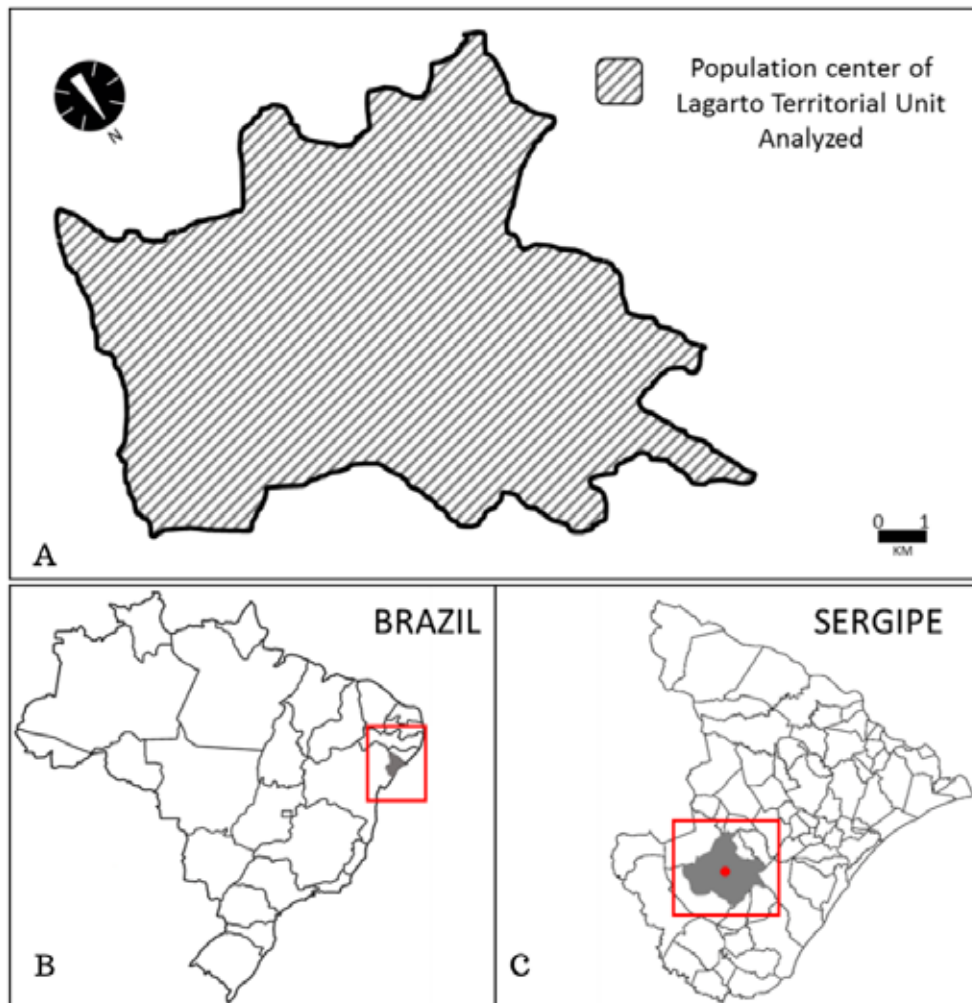 Population center of
Lagarto Territorial Unit
Analyzed
N
0 1
KM
A
BRAZIL
B
SERGIPE
C